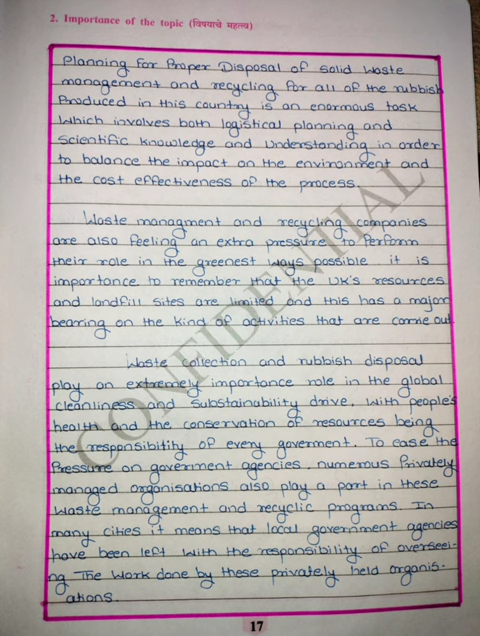 2. Importance of the topic (विषयाचे महत्त्व)
Planning for Proper Disposal of solid waste
management and recycling for all of the rubbish
Produced in this country is an enormous task
Which involves both logistical planning and
scientific knowledge and understanding in order
to balance the impact on the environment and
the cost effectiveness of the process.
Waste managment and recycling companies
are also feeling an extra pressure to Perform
their role in the greenest ways possible. it is
importance to remember that the UK's resources
and landfill sites are limited and this has a major
bearing on the kind of activities that are carrie out
Waste collection and rubbish disposal
play an extremely importance role in the global
cleanliness and substainability drive, with people's
health and the conservation of resources being
the responsibility of every goverment. To ease the
Pressure on government agencies, numerous Privately
managed organisations also play a part in these
waste management and recyclic programs. In
many cities it means that local government agencies
have been left with the responsibility of overseei-
ng The work done by these privately held organis-
ations.
CONFIDENTIAL
17